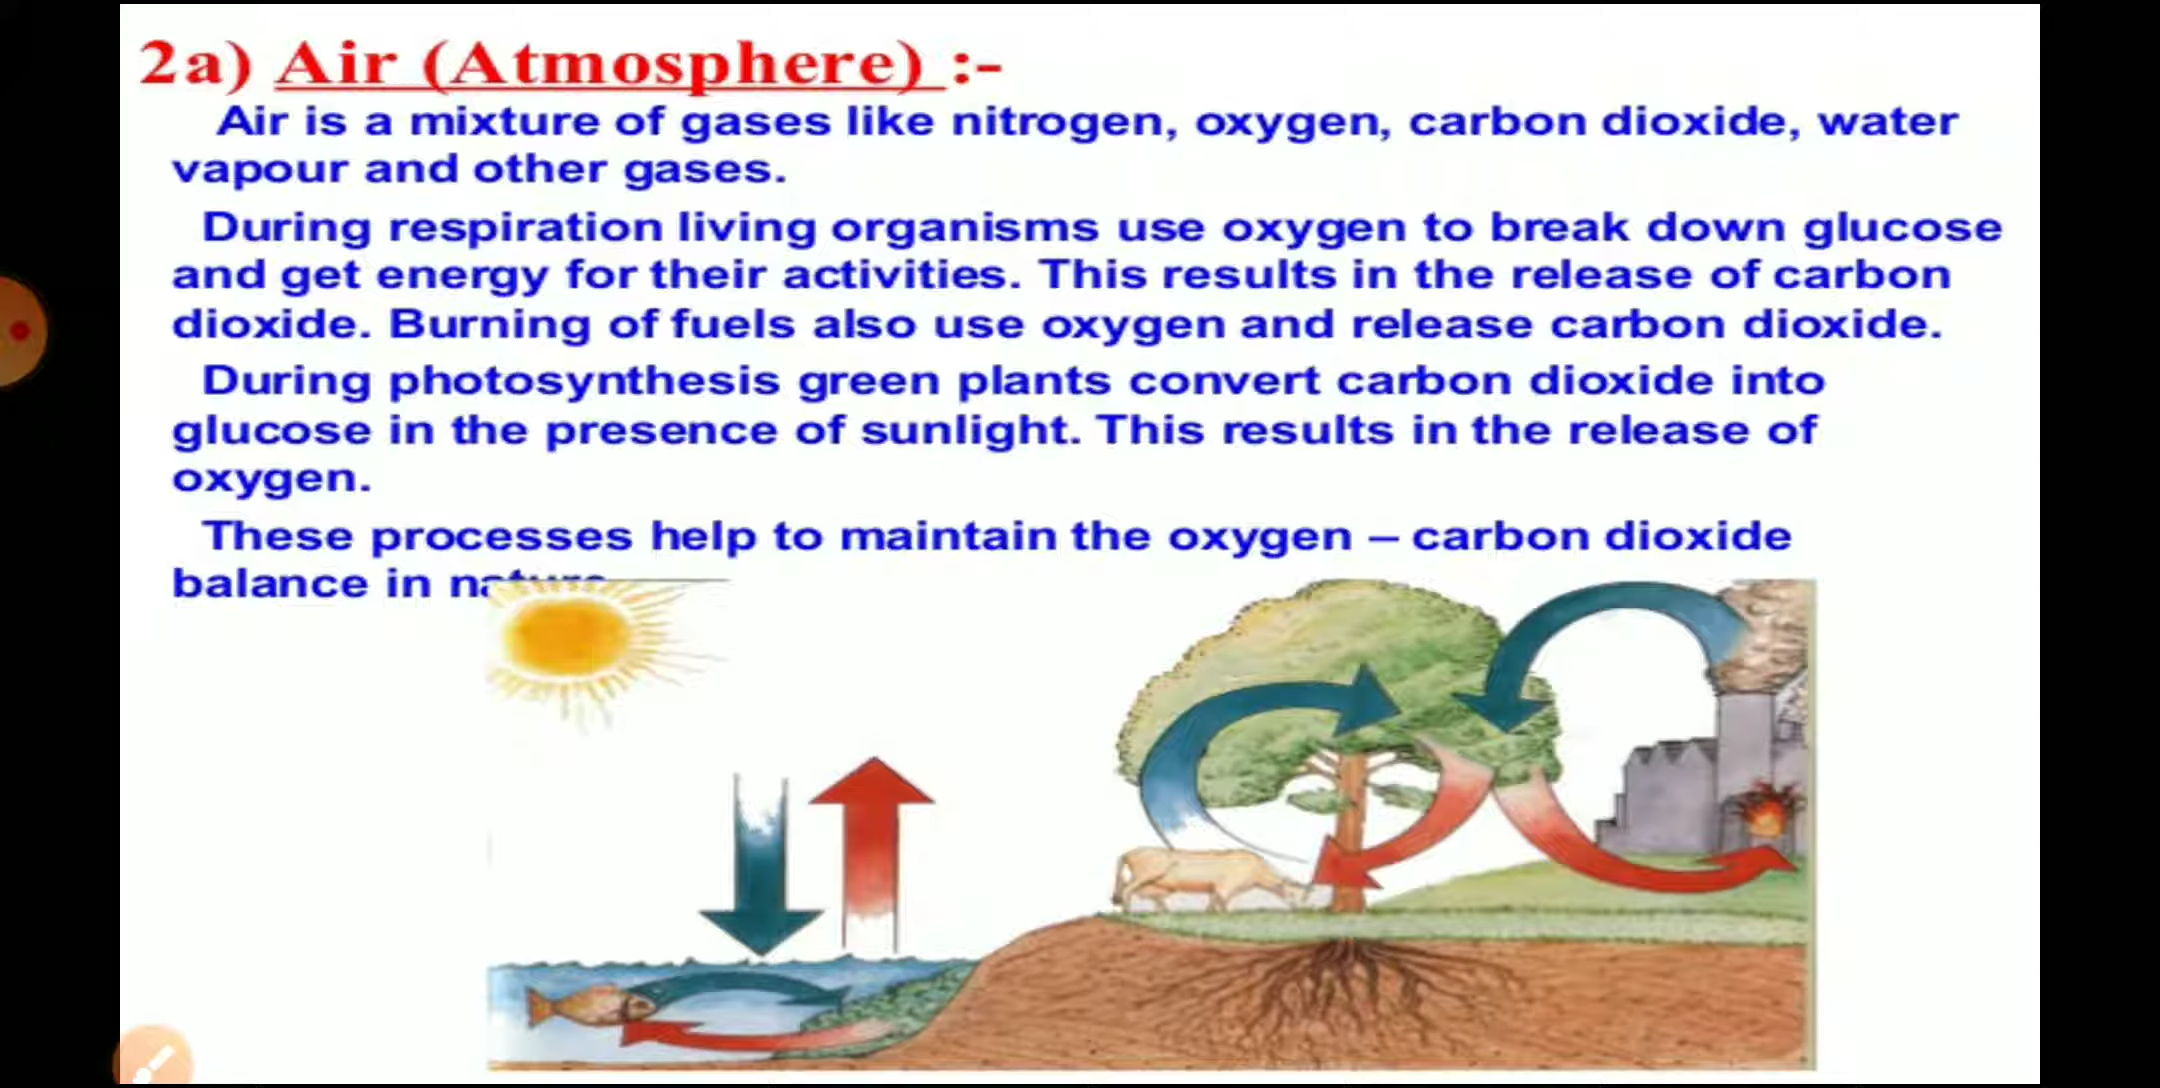 2a) Air (Atmosphere) :-
Air is a mixture of gases like nitrogen, oxygen, carbon dioxide, water
vapour and other gases.
During respiration living organisms use oxygen to break down glucose
and get energy for their activities. This results in the release of carbon
dioxide. Burning of fuels also use oxygen and release carbon dioxide.
During photosynthesis green plants convert carbon dioxide into
glucose in the presence of sunlight. This results in the release of
oxygen.
These processes help to maintain the oxygen – carbon dioxide
balance in